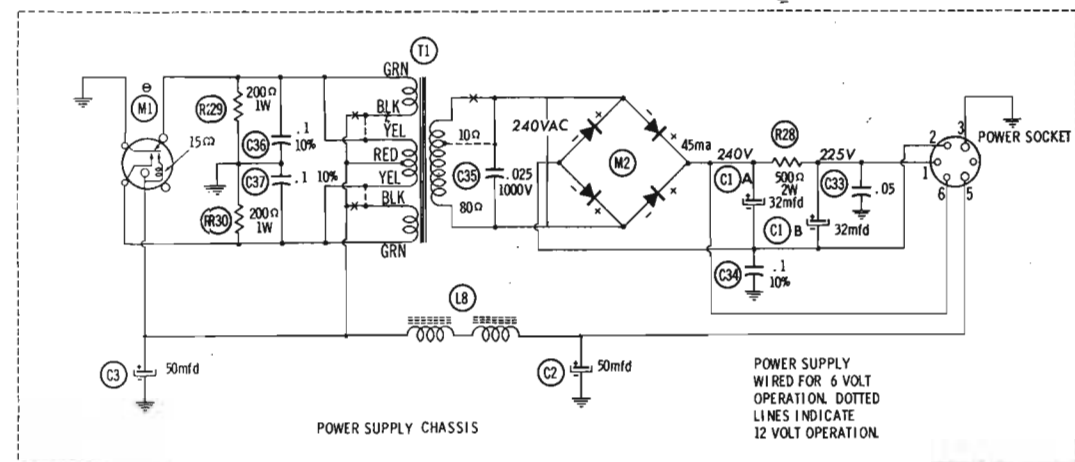 T1
GRN
M1
R29
200Ω
1W
15Ω
C36
.1
10%
C37
.1 10%
R30
200Ω
1W
BLK
YEL
RED
YEL
BLK
GRN
10Ω
80Ω
C35
.025
1000V
240VAC
M2
45ma
240V
R28
500Ω
2W
225V
C1 A
32mfd
C1 B
32mfd
C33
.05
C34
.1
10%
2
3
1
6
5
POWER SOCKET
L8
C3
50mfd
C2
50mfd
POWER SUPPLY
WIRED FOR 6 VOLT
OPERATION. DOTTED
LINES INDICATE
12 VOLT OPERATION.
POWER SUPPLY CHASSIS